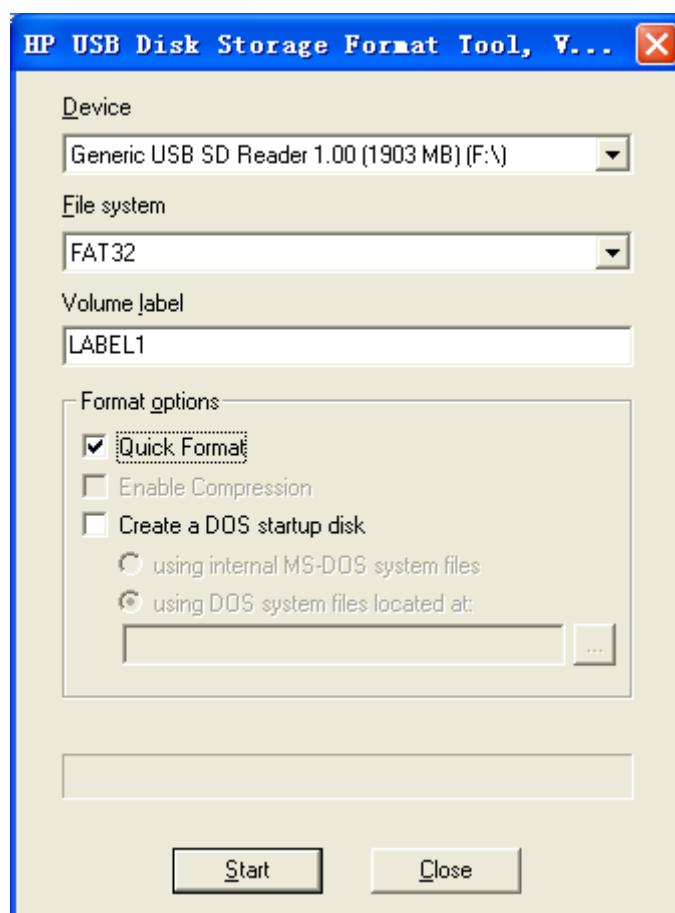 HP USB Disk Storage Format Tool, V...
Device
Generic USB SD Reader 1.00 (1903 MB) (F:\)
File system
FAT32
Volume label
LABEL1
Format options
Quick Format
Enable Compression
Create a DOS startup disk
using internal MS-DOS system files
using DOS system files located at:
...
Start Close